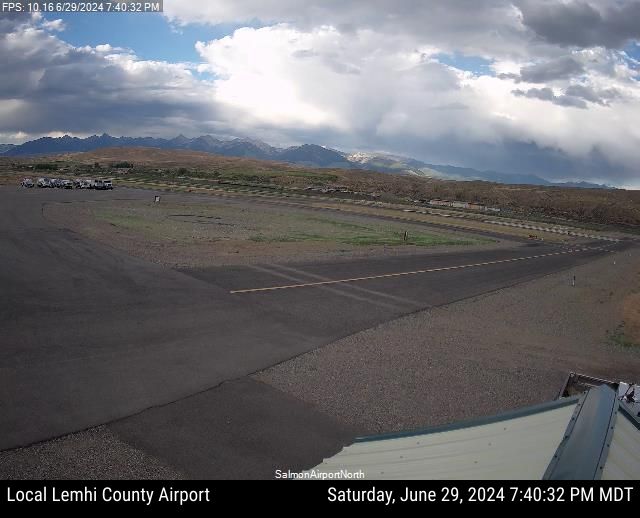 FPS: 10.16 6/29/2024 7:40:32 PM
SalmonAirportNorth
Local Lemhi County Airport Saturday, June 29, 2024 7:40:32 PM MDT